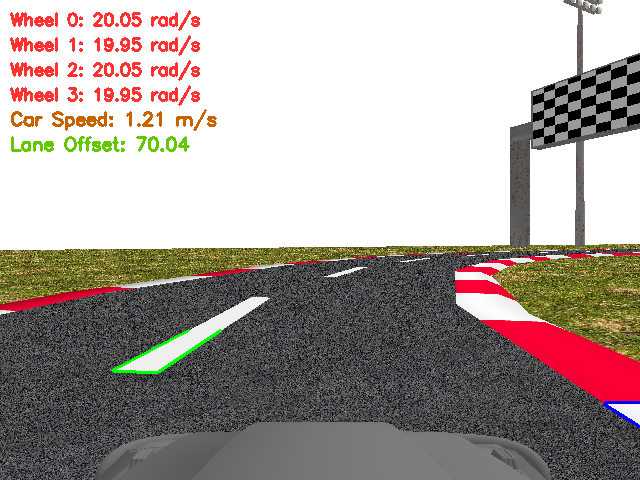 Wheel 0: 20.05 rad/s
Wheel 1: 19.95 rad/s
Wheel 2: 20.05 rad/s
Wheel 3: 19.95 rad/s
Car Speed: 1.21 m/s
Lane Offset: 70.04